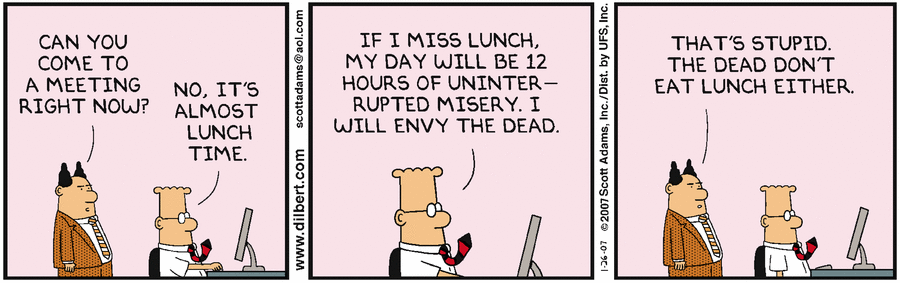 CAN YOU
COME TO
A MEETING
RIGHT NOW?
NO, IT'S
ALMOST
LUNCH
TIME.
www.dilbert.com
scottadams@aol.com
IF I MISS LUNCH,
MY DAY WILL BE 12
HOURS OF UNINTER–
RUPTED MISERY. I
WILL ENVY THE DEAD.
1-26-07 ©2007 Scott Adams, Inc./Dist. by UFS, Inc.
THAT'S STUPID.
THE DEAD DON'T
EAT LUNCH EITHER.